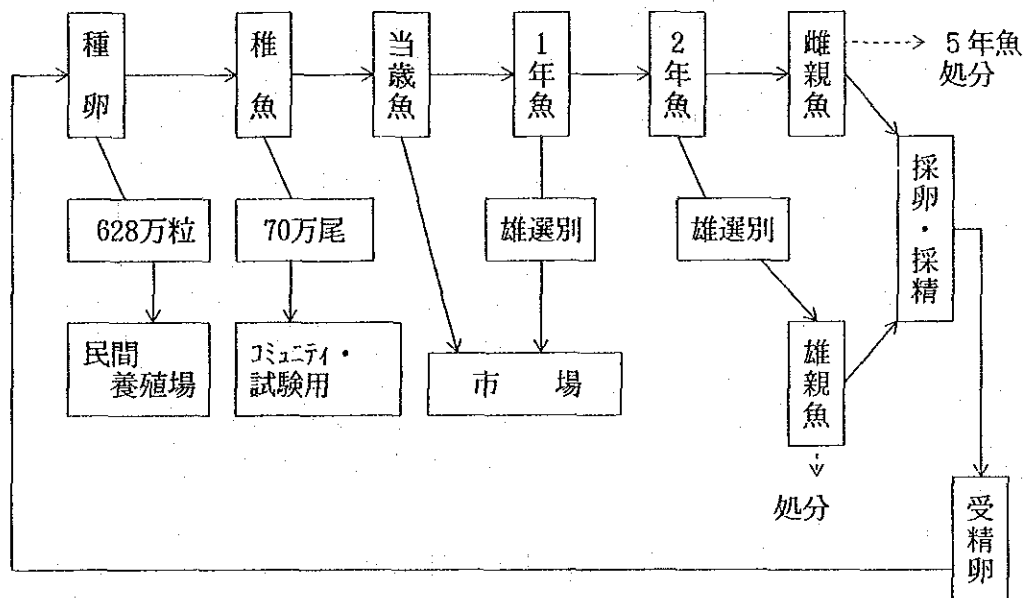 種卵
稚魚
当歳魚
1年魚
2年魚
雌親魚
5年魚
処分
採卵・採精
628万粒
70万尾
雄選別
雄選別
民間
養殖場
コミュニティ・
試験用
市場
雄親魚
処分
受精卵